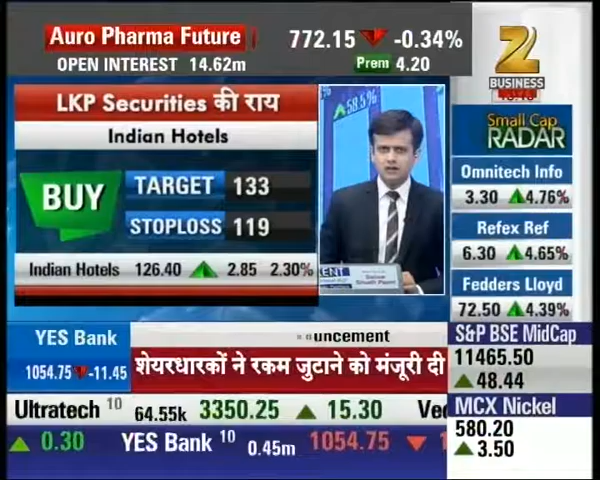 Auro Pharma Future
772.15 -0.34%
OPEN INTEREST 14.62m
Prem 4.20
Z
BUSINESS
LKP Securities की राय
Indian Hotels
BUY
TARGET 133
STOPLOSS 119
Indian Hotels 126.40 2.85 2.30%
58.5%
Small Cap
RADAR
Omnitech Info
3.30 4.76%
Refex Ref
6.30 4.65%
Fedders Lloyd
72.50 4.39%
YES Bank
1054.75 -11.45
uncement
शेयरधारकों ने रकम जुटाने को मंजूरी दी
S&P BSE MidCap
11465.50
48.44
Ultratech 10 64.55k 3350.25 15.30 Ve
MCX Nickel
580.20
3.50
0.30 YES Bank 10 0.45m 1054.75